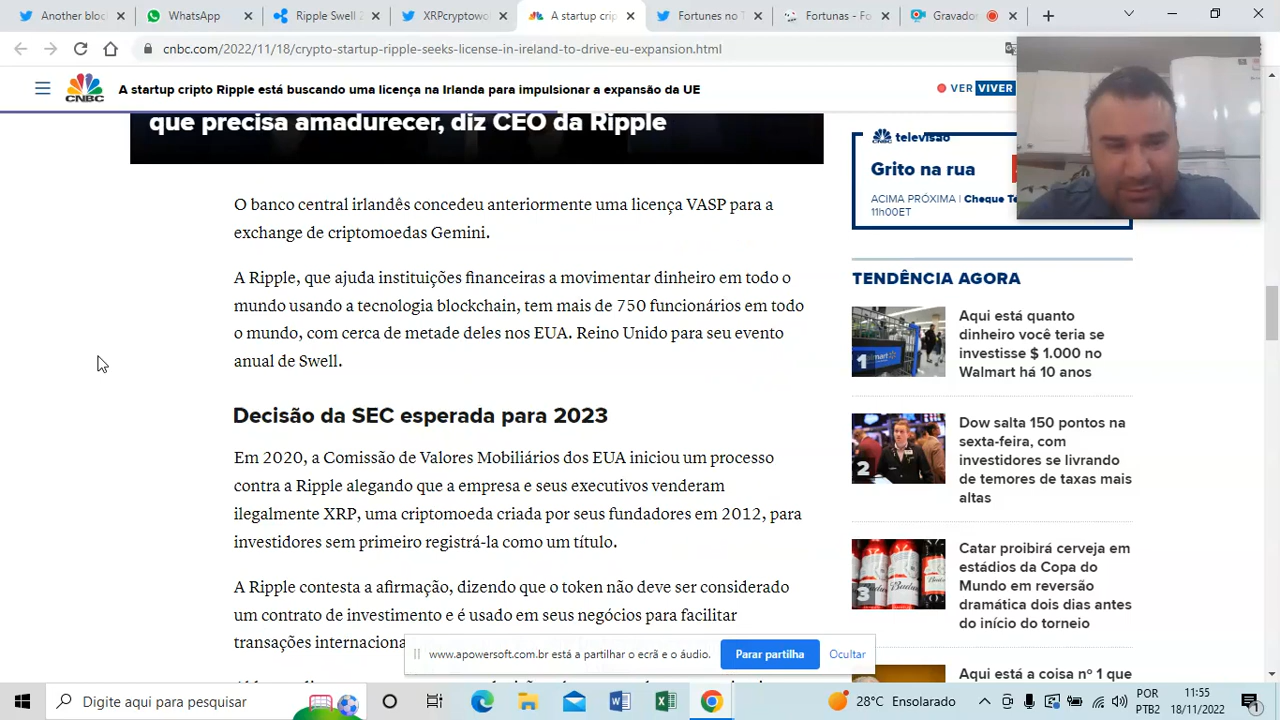 Another block
WhatsApp
Ripple Swell 2
XRPcryptowo
A startup crip
Fortunes no T
Fortunas - Fo
Gravador
cnbc.com/2022/11/18/crypto-startup-ripple-seeks-license-in-ireland-to-drive-eu-expansion.html
CNBC
A startup cripto Ripple está buscando uma licença na Irlanda para impulsionar a expansão da UE
VER VIVER
que precisa amadurecer, diz CEO da Ripple
O banco central irlandês concedeu anteriormente uma licença VASP para a
exchange de criptomoedas Gemini.
A Ripple, que ajuda instituições financeiras a movimentar dinheiro em todo o
mundo usando a tecnologia blockchain, tem mais de 750 funcionários em todo
o mundo, com cerca de metade deles nos EUA. Reino Unido para seu evento
anual de Swell.
Decisão da SEC esperada para 2023
Em 2020, a Comissão de Valores Mobiliários dos EUA iniciou um processo
contra a Ripple alegando que a empresa e seus executivos venderam
ilegalmente XRP, uma criptomoeda criada por seus fundadores em 2012, para
investidores sem primeiro registrá-la como um título.
A Ripple contesta a afirmação, dizendo que o token não deve ser considerado
um contrato de investimento e é usado em seus negócios para facilitar
transações internaciona
CNBC televisão
Grito na rua
ACIMA PRÓXIMA | Cheque Te
11h00ET
TENDÊNCIA AGORA
1
Aqui está quanto
dinheiro você teria se
investisse $ 1.000 no
Walmart há 10 anos
2
Dow salta 150 pontos na
sexta-feira, com
investidores se livrando
de temores de taxas mais
altas
3
Catar proibirá cerveja em
estádios da Copa do
Mundo em reversão
dramática dois dias antes
do início do torneio
Aqui está a coisa nº 1 que
www.apowersoft.com.br está a partilhar o ecrã e o áudio.
Parar partilha
Ocultar
Digite aqui para pesquisar
28°C Ensolarado
POR
PTB2
11:55
18/11/2022
1